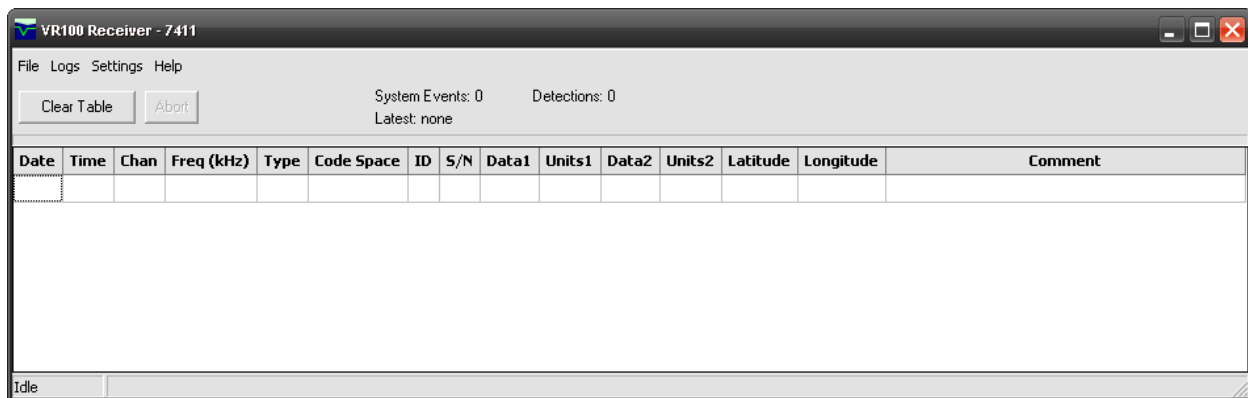 VR100 Receiver - 7411
File Logs Settings Help
Clear Table Abort System Events: 0 Detections: 0
Latest: none
Date Time Chan Freq (kHz) Type Code Space ID S/N Data1 Units1 Data2 Units2 Latitude Longitude Comment
Idle